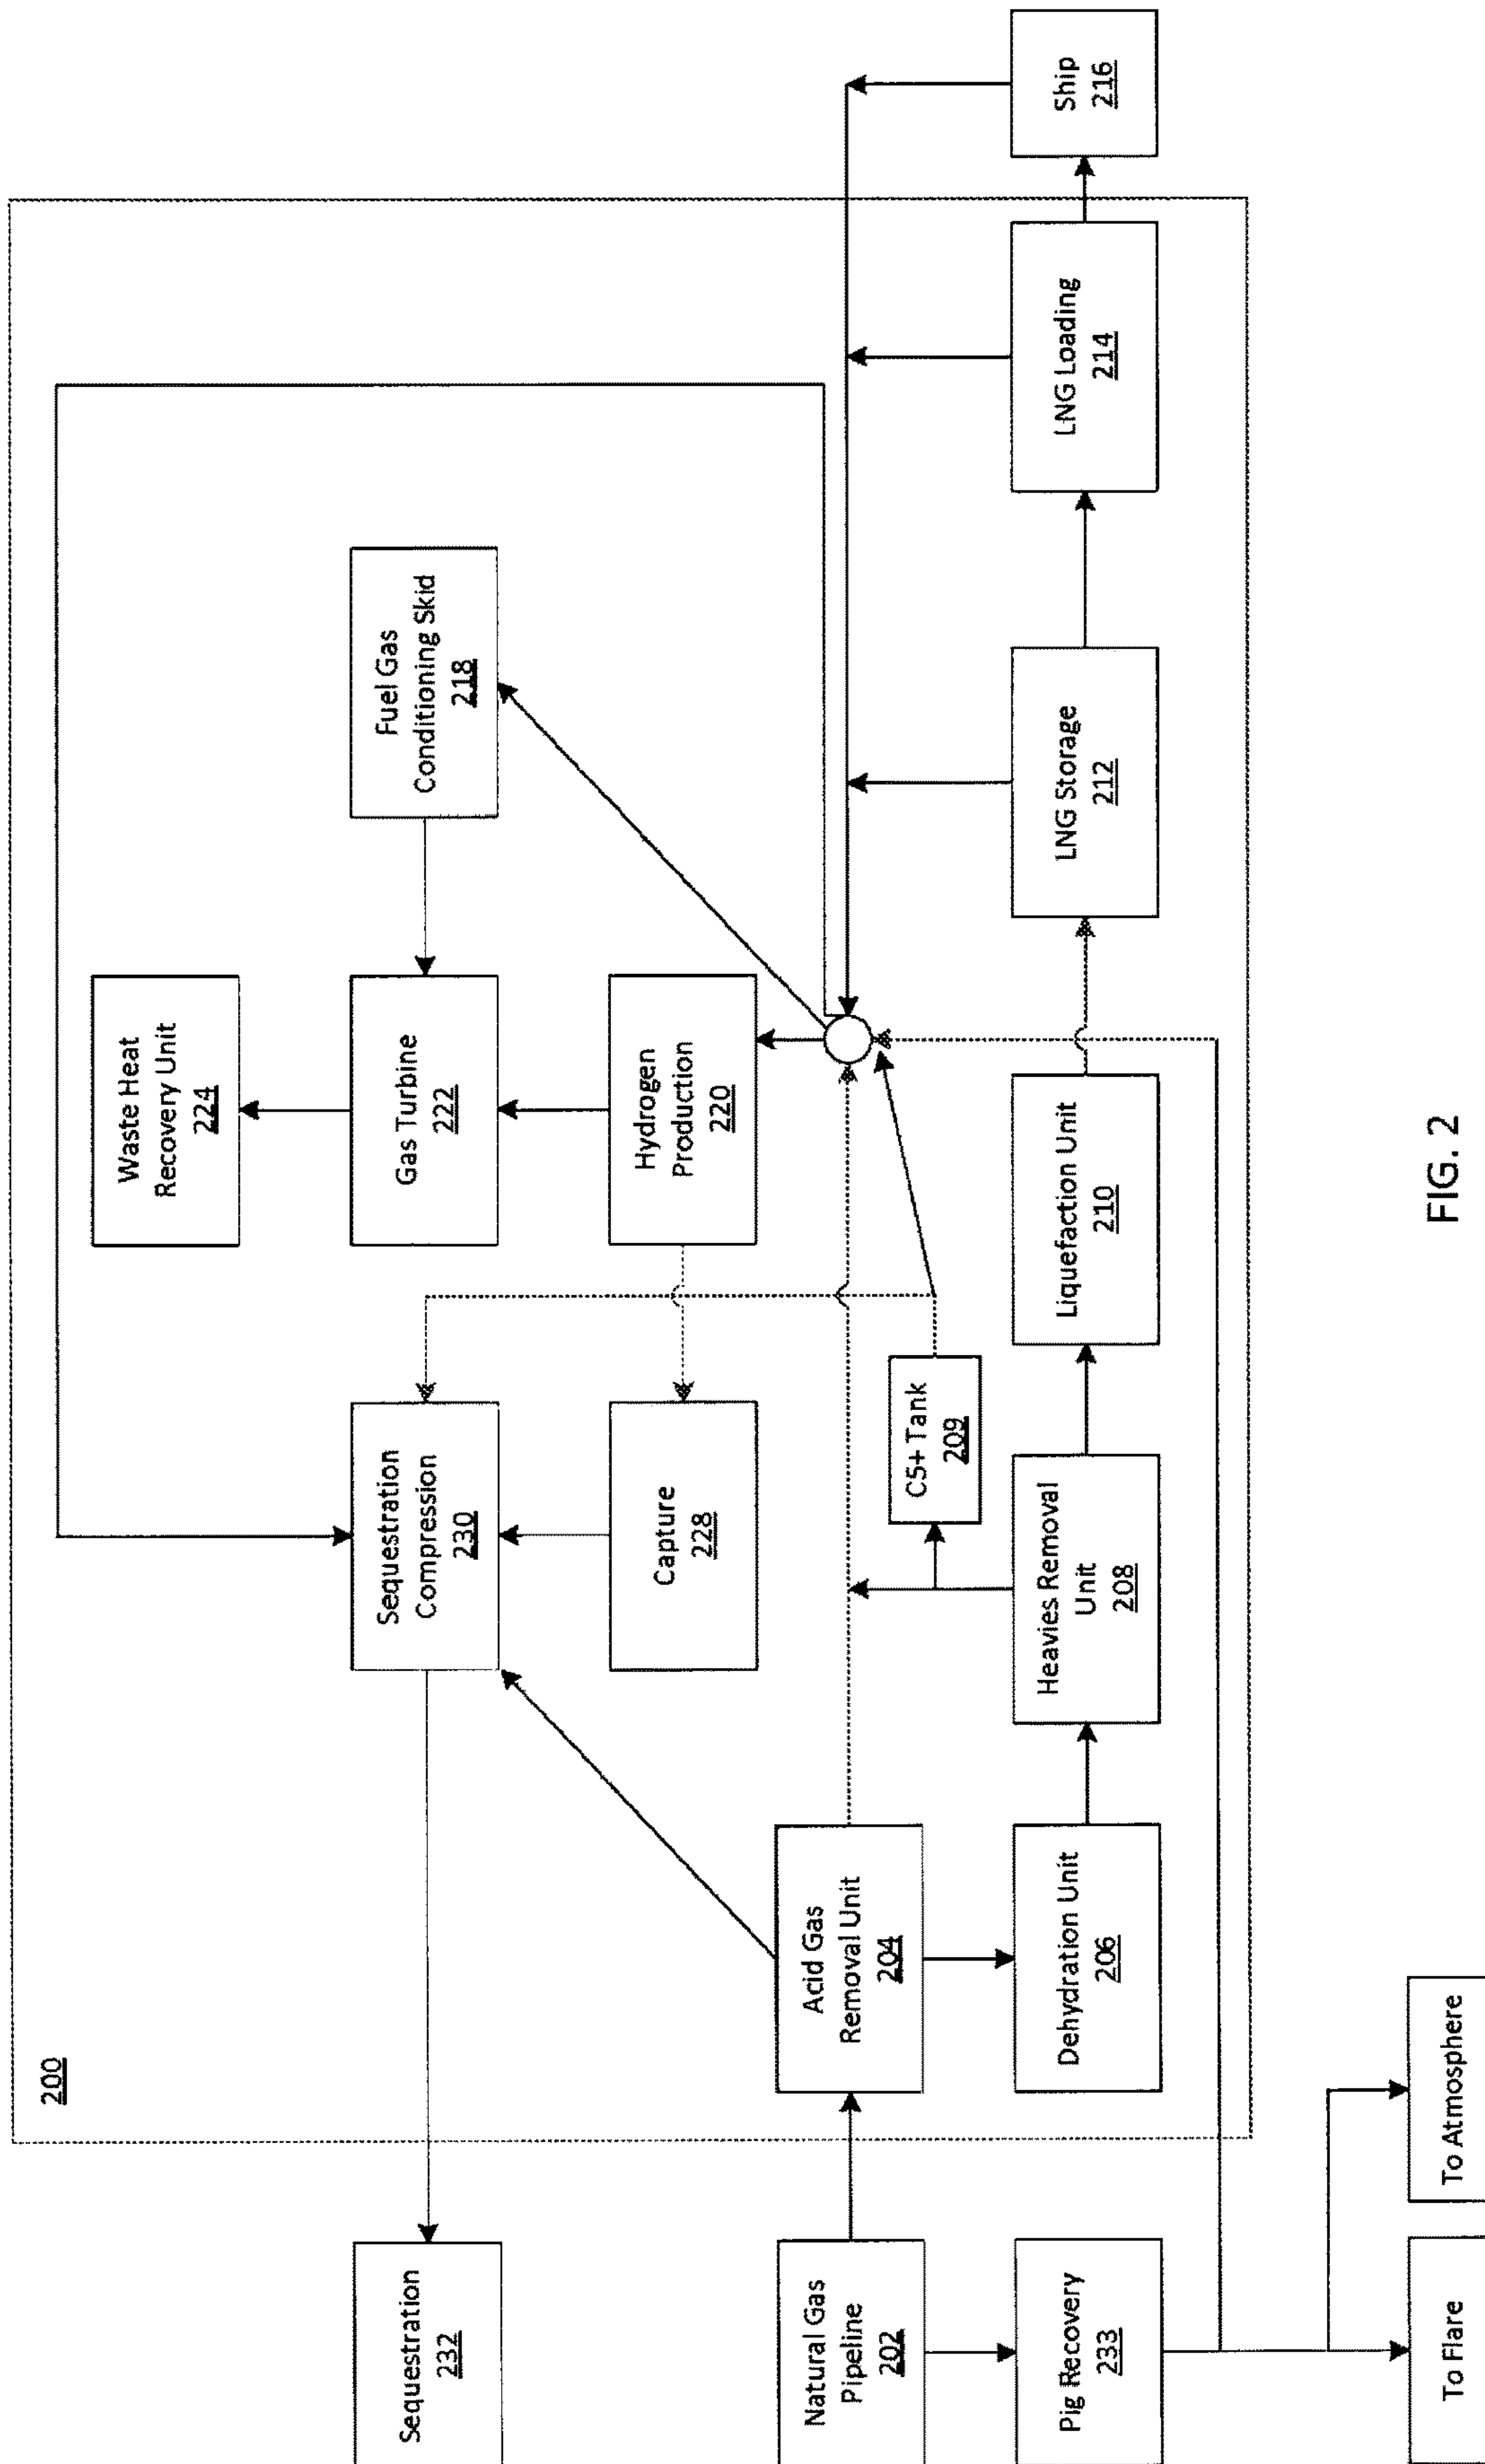 200
Waste Heat
Recovery Unit
224
Sequestration
232
Sequestration
Compression
230
Gas Turbine
222
Fuel Gas
Conditioning Skid
218
Capture
228
Hydrogen
Production
220
Natural Gas
Pipeline
202
Acid Gas
Removal Unit
204
C5+ Tank
209
Pig Recovery
233
Dehydration Unit
206
Heavies Removal
Unit
208
Liquefaction Unit
210
LNG Storage
212
LNG Loading
214
Ship
216
To Flare
To Atmosphere
FIG. 2